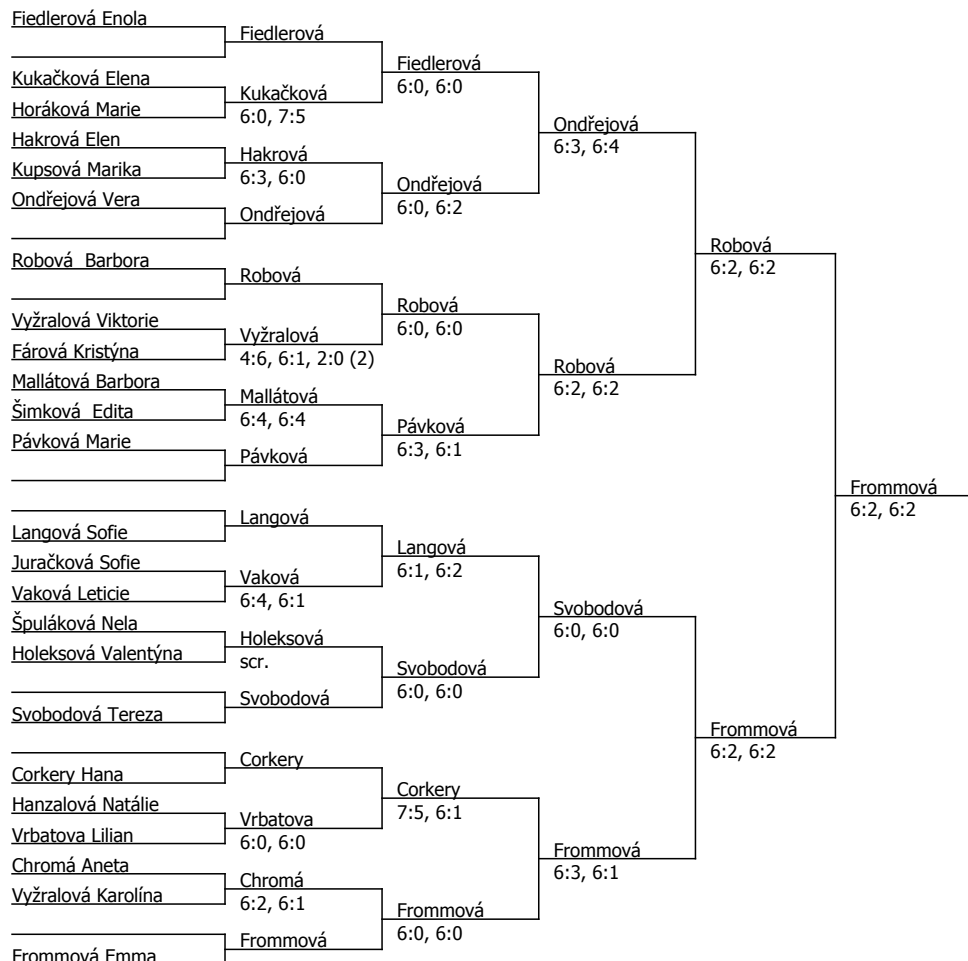 Fiedlerová Enola
Kukačková Elena
Horáková Marie
Hakrová Elen
Kupsová Marika
Ondřejová Vera
Robová  Barbora
Vyžralová Viktorie
Fárová Kristýna
Mallátová Barbora
Šimková  Edita
Pávková Marie
Langová Sofie
Juračková Sofie
Vaková Leticie
Špuláková Nela
Holeksová Valentýna
Svobodová Tereza
Corkery Hana
Hanzalová Natálie
Vrbatova Lilian
Chromá Aneta
Vyžralová Karolína
Frommová Emma
Fiedlerová
Kukačková
6:0, 7:5
Hakrová
6:3, 6:0
Ondřejová
Robová
Vyžralová
4:6, 6:1, 2:0 (2)
Mallátová
6:4, 6:4
Pávková
Langová
Vaková
6:4, 6:1
Holeksová
scr.
Svobodová
Corkery
Vrbatova
6:0, 6:0
Chromá
6:2, 6:1
Frommová
Fiedlerová
6:0, 6:0
Ondřejová
6:0, 6:2
Robová
6:0, 6:0
Pávková
6:3, 6:1
Langová
6:1, 6:2
Svobodová
6:0, 6:0
Corkery
7:5, 6:1
Frommová
6:0, 6:0
Ondřejová
6:3, 6:4
Robová
6:2, 6:2
Svobodová
6:0, 6:0
Frommová
6:3, 6:1
Robová
6:2, 6:2
Frommová
6:2, 6:2
Frommová
6:2, 6:2